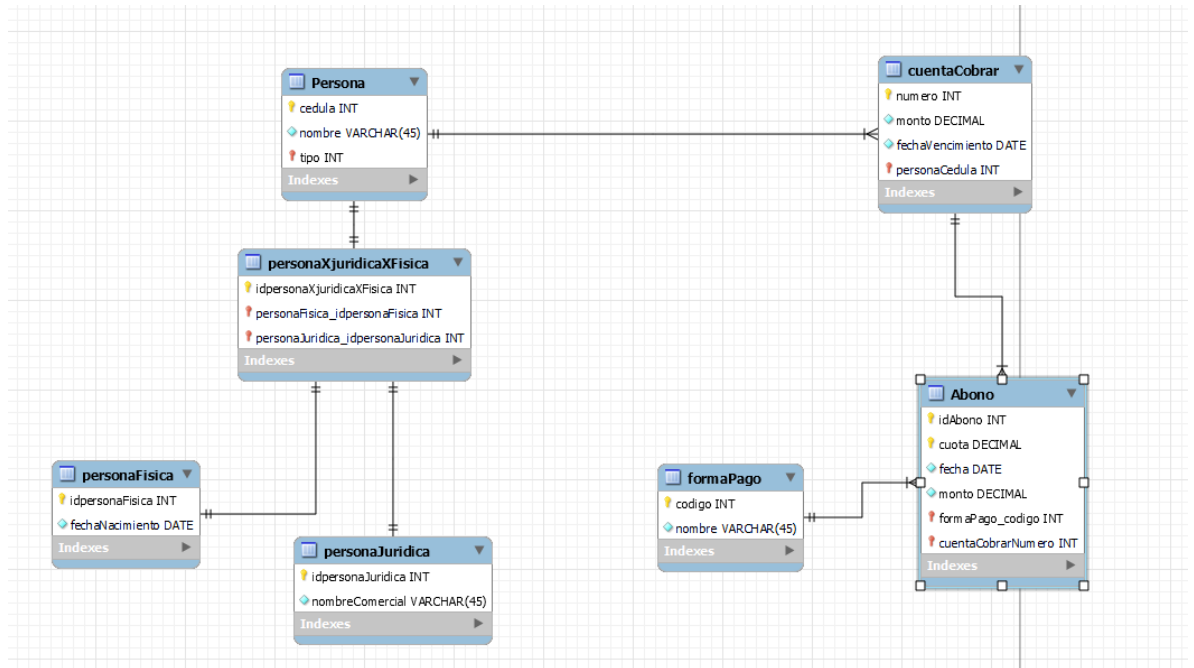 Persona
cedula INT
nombre VARCHAR(45)
tipo INT
Indexes
cuentaCobrar
numero INT
monto DECIMAL
fechaVencimiento DATE
personaCedula INT
Indexes
personaXjuridicaXFisica
idpersonaXjuridicaXFisica INT
personaFisica_idpersonaFisica INT
personaJuridica_idpersonaJuridica INT
Indexes
personaFisica
idpersonaFisica INT
fechaNacimiento DATE
Indexes
personaJuridica
idpersonaJuridica INT
nombreComercial VARCHAR(45)
Indexes
formaPago
codigo INT
nombre VARCHAR(45)
Indexes
Abono
idAbono INT
cuota DECIMAL
fecha DATE
monto DECIMAL
formaPago_codigo INT
cuentaCobrarNumero INT
Indexes